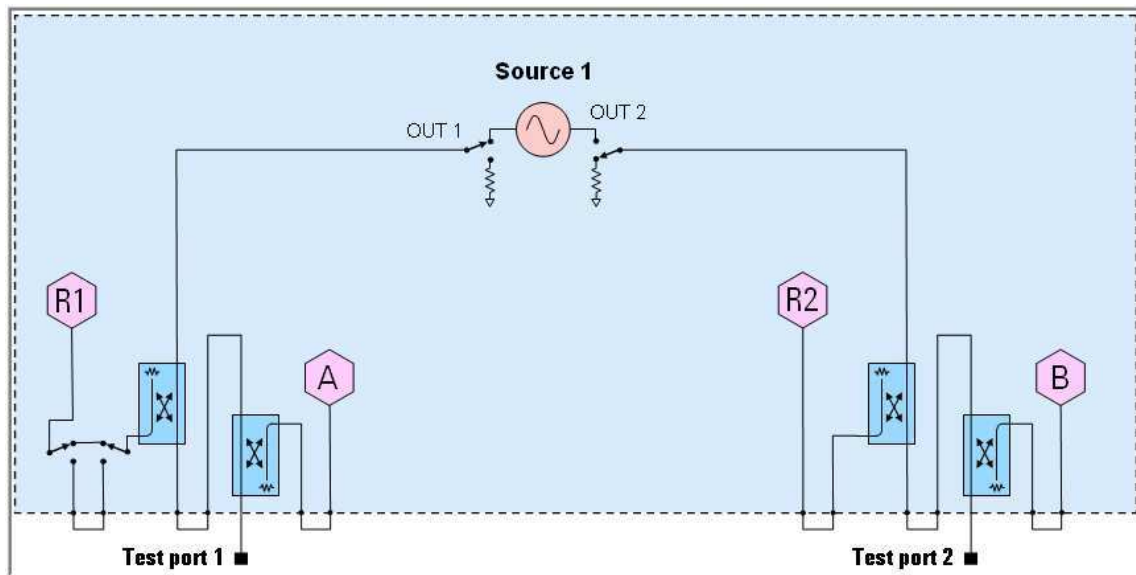 Source 1
OUT 1
OUT 2
R1
R2
A
B
Test port 1
Test port 2